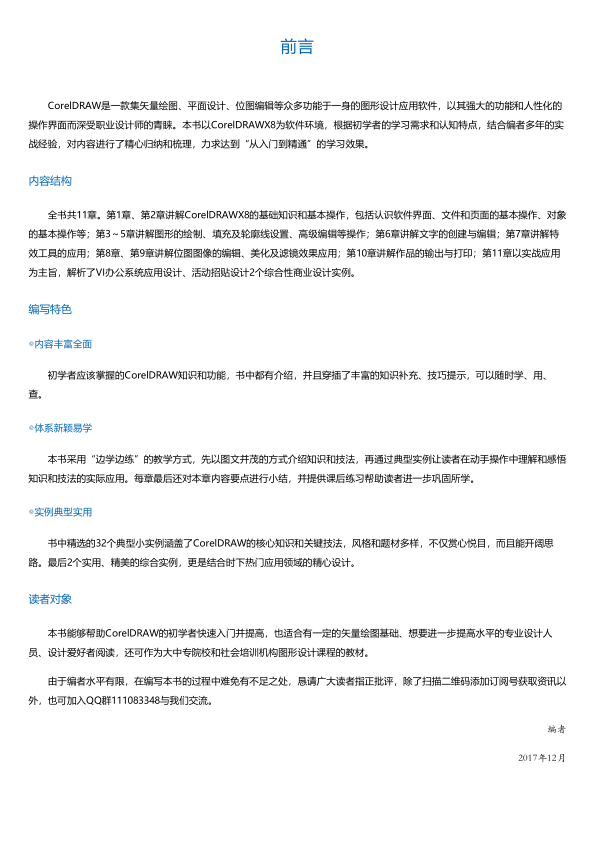 前言
CorelDRAW是一款集矢量绘图、平面设计、位图编辑等众多功能于一身的图形设计应用软件，以其强大的功能和人性化的
操作界面而深受职业设计师的青睐。本书以CorelDRAWX8为软件环境，根据初学者的学习需求和认知特点，结合编者多年的实
战经验，对内容进行了精心归纳和梳理，力求达到“从入门到精通”的学习效果。
内容结构
全书共11章。第1章、第2章讲解CorelDRAWX8的基础知识和基本操作，包括认识软件界面、文件和页面的基本操作、对象
的基本操作等；第3～5章讲解图形的绘制、填充及轮廓线设置、高级编辑等操作；第6章讲解文字的创建与编辑；第7章讲解特
效工具的应用；第8章、第9章讲解位图图像的编辑、美化及滤镜效果应用；第10章讲解作品的输出与打印；第11章以实战应用
为主旨，解析了VI办公系统应用设计、活动招贴设计2个综合性商业设计实例。
编写特色
◎内容丰富全面
初学者应该掌握的CorelDRAW知识和功能，书中都有介绍，并且穿插了丰富的知识补充、技巧提示，可以随时学、用、
查。
◎体系新颖易学
本书采用“边学边练”的教学方式，先以图文并茂的方式介绍知识和技法，再通过典型实例让读者在动手操作中理解和感悟
知识和技法的实际应用。每章最后还对本章内容要点进行小结，并提供课后练习帮助读者进一步巩固所学。
◎实例典型实用
书中精选的32个典型小实例涵盖了CorelDRAW的核心知识和关键技法，风格和题材多样，不仅赏心悦目，而且能开阔思
路。最后2个实用、精美的综合实例，更是结合时下热门应用领域的精心设计。
读者对象
本书能够帮助CorelDRAW的初学者快速入门并提高，也适合有一定的矢量绘图基础、想要进一步提高水平的专业设计人
员、设计爱好者阅读，还可作为大中专院校和社会培训机构图形设计课程的教材。
由于编者水平有限，在编写本书的过程中难免有不足之处，恳请广大读者指正批评，除了扫描二维码添加订阅号获取资讯以
外，也可加入QQ群111083348与我们交流。
编者
2017年12月